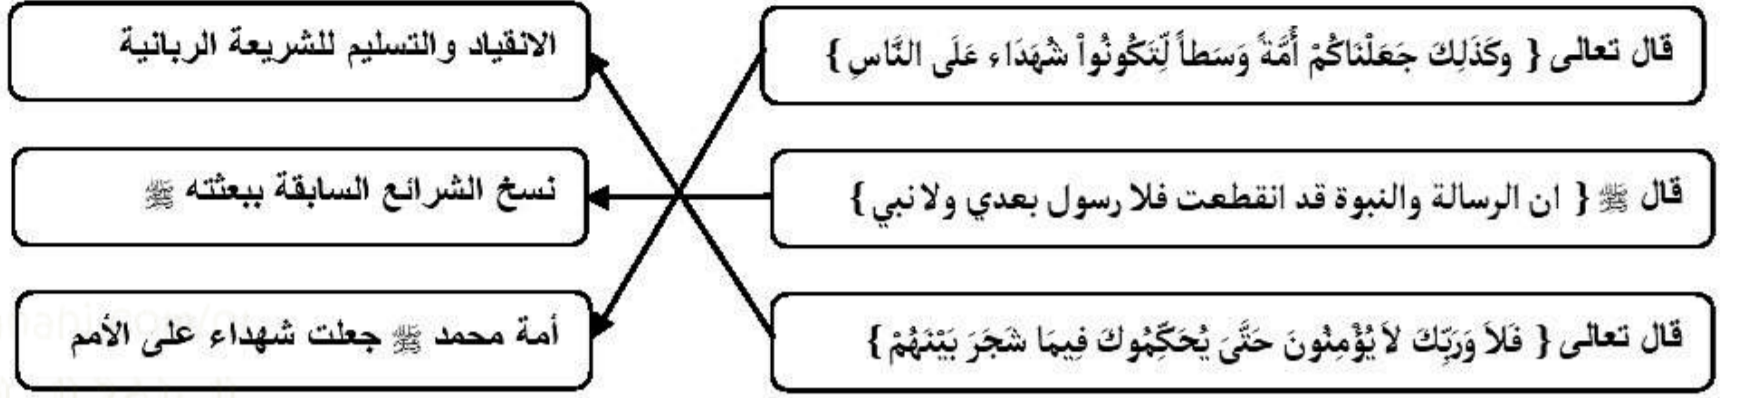 قال تعالى { وكَذَلِكَ جَعَلْنَاكُمْ أُمَّةً وَسَطاً لِّتَكُونُواْ شُهَدَاء عَلَى النَّاسِ }
الانقياد والتسليم للشريعة الربانية
قال ﷺ { ان الرسالة والنبوة قد انقطعت فلا رسول بعدي ولا نبي }
نسخ الشرائع السابقة ببعثته ﷺ
قال تعالى { فَلاَ وَرَبِّكَ لاَ يُؤْمِنُونَ حَتَّىَ يُحَكِّمُوكَ فِيمَا شَجَرَ بَيْنَهُمْ }
أمة محمد ﷺ جعلت شهداء على الأمم